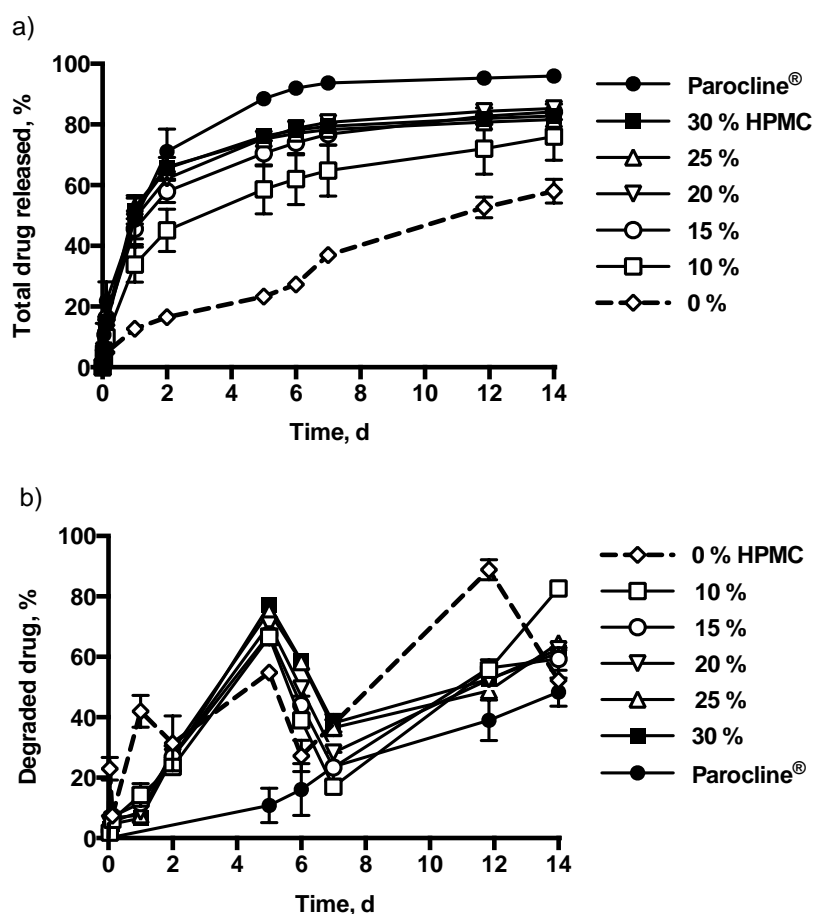 a)
100
80
60
40
20
0
0 2 4 6 8 10 12 14
Total drug released, %
Time, d
Parocline®
30 % HPMC
25 %
20 %
15 %
10 %
0 %
b)
100
80
60
40
20
0
0 2 4 6 8 10 12 14
Degraded drug, %
Time, d
0 % HPMC
10 %
15 %
20 %
25 %
30 %
Parocline®